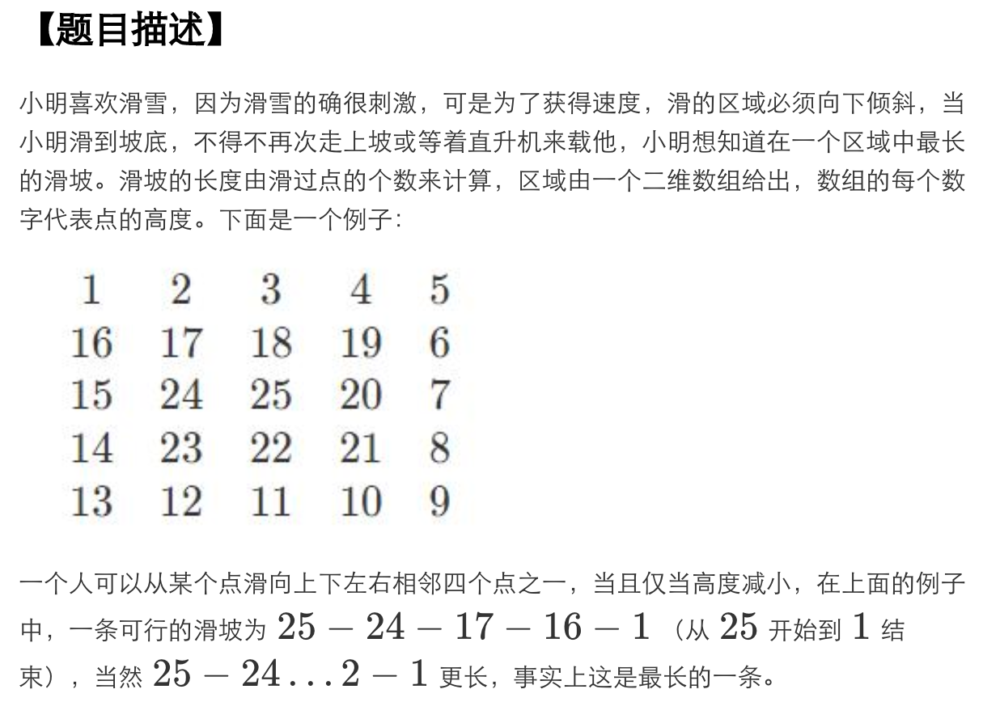 【题目描述】
小明喜欢滑雪，因为滑雪的确很刺激，可是为了获得速度，滑的区域必须向下倾斜，当
小明滑到坡底，不得不再次走上坡或等着直升机来载他，小明想知道在一个区域中最长
的滑坡。滑坡的长度由滑过点的个数来计算，区域由一个二维数组给出，数组的每个数
字代表点的高度。下面是一个例子：
1 2 3 4 5
16 17 18 19 6
15 24 25 20 7
14 23 22 21 8
13 12 11 10 9
一个人可以从某个点滑向上下左右相邻四个点之一，当且仅当高度减小，在上面的例子
中，一条可行的滑坡为 25 − 24 − 17 − 16 − 1 （从 25 开始到 1 结
束），当然 25 − 24 ... 2 − 1 更长，事实上这是最长的一条。